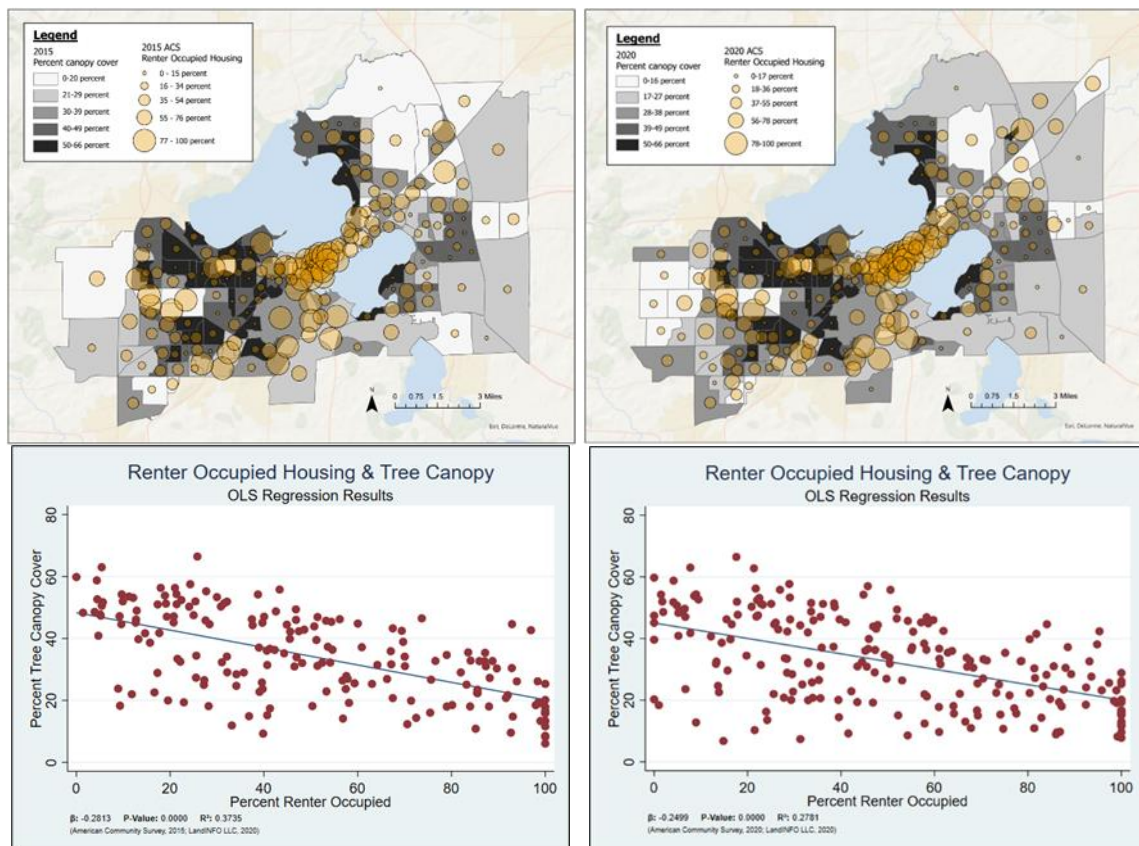 Legend
2015
Percent canopy cover
0-20 percent
21-29 percent
30-39 percent
40-49 percent
50-66 percent
2015 ACS
Renter Occupied Housing
0 - 15 percent
16 - 34 percent
35 - 54 percent
55 - 76 percent
77 - 100 percent
N
0 0.75 1.5 3 Miles
Esri, DeLorme, NaturalVue
Legend
2020
Percent canopy cover
0-16 percent
17-27 percent
28-38 percent
39-49 percent
50-66 percent
2020 ACS
Renter Occupied Housing
0-17 percent
18-36 percent
37-55 percent
56-78 percent
78-100 percent
N
0 0.75 1.5 3 Miles
Esri, DeLorme, NaturalVue
Renter Occupied Housing & Tree Canopy
OLS Regression Results
Percent Tree Canopy Cover
80
60
40
20
0
0 20 40 60 80 100
Percent Renter Occupied
β: -0.2813 P-Value: 0.0000 R²: 0.3735
(American Community Survey, 2015; LandINFO LLC, 2020)
Renter Occupied Housing & Tree Canopy
OLS Regression Results
Percent Tree Canopy Cover
80
60
40
20
0
0 20 40 60 80 100
Percent Renter Occupied
β: -0.2499 P-Value: 0.0000 R²: 0.2781
(American Community Survey, 2020; LandINFO LLC, 2020)